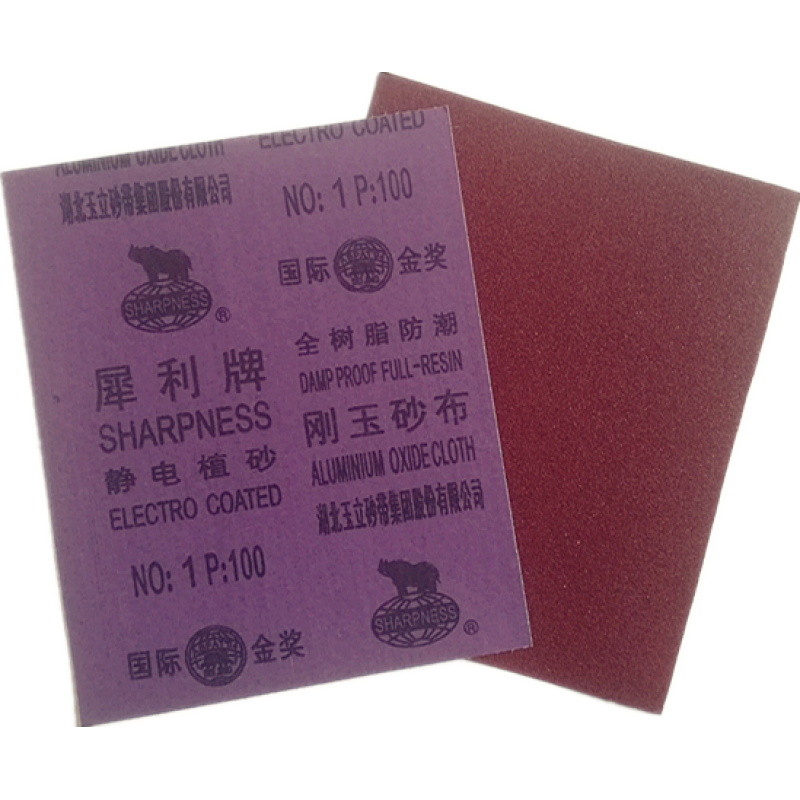 ALUMINIUM OXIDE CLOTH
湖北玉立砂带集团股份有限公司
SHARPNESS ®
犀利牌
SHARPNESS
静电植砂
ELECTRO COATED
NO: 1 P:100
国际 金奖
ELECTRO COATED
NO: 1 P:100
国际 金奖
全树脂防潮
DAMP PROOF FULL-RESIN
刚玉砂布
ALUMINIUM OXIDE CLOTH
湖北玉立砂带集团股份有限公司
SHARPNESS ®